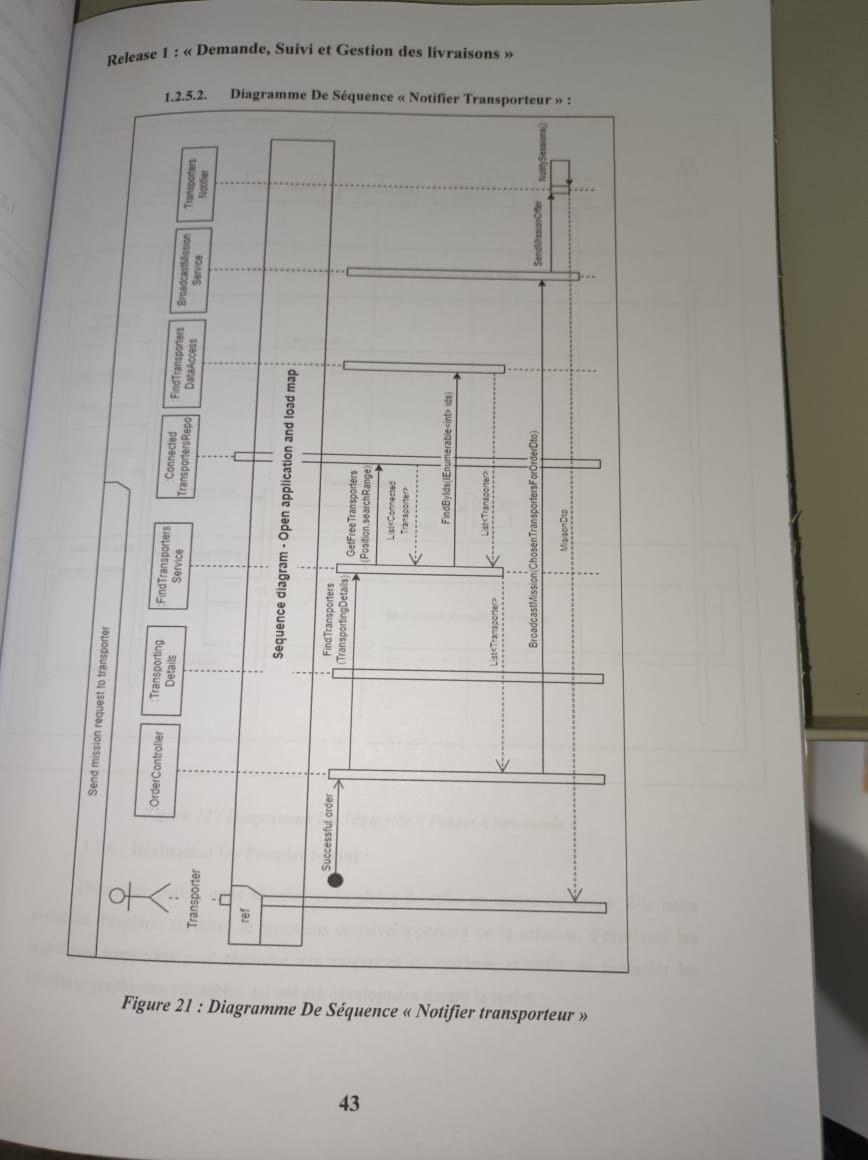 Release 1 : « Demande, Suivi et Gestion des livraisons »
1.2.5.2. Diagramme De Séquence « Notifier Transporteur » :
Send mission request to transporter
Transporter
:OrderController
:Transporting
Details
:FindTransporters
Service
:Connected
TransportersRepo
:FindTransporters
DataAccess
:BroadcastMission
Service
Transporters
Notifier
ref
Sequence diagram - Open application and load map
Successful order
FindTransporters
(TransportingDetails)
GetFreeTransporters
(Position,searchRange)
List<Connected
Transporter>
FindByIds(IEnumerable<int> ids)
List<Transporter>
List<Transporter>
BroadcastMission(ChosenTransportersForOrderDto)
SendMissionOffer
NotifySessions()
MisisonDto
Figure 21 : Diagramme De Séquence « Notifier transporteur »
43